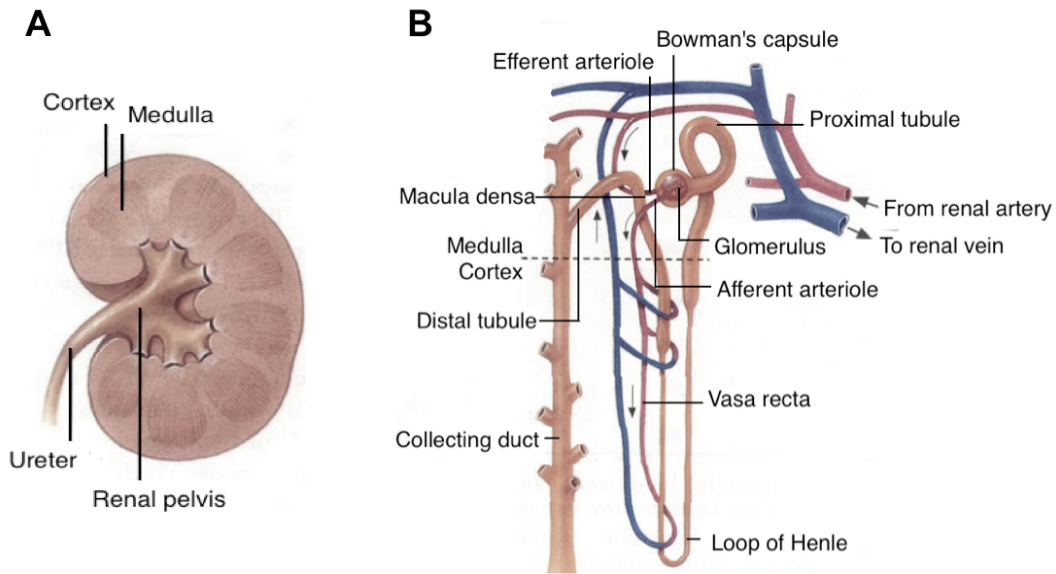 A
Cortex
Medulla
Ureter
Renal pelvis
B
Bowman's capsule
Efferent arteriole
Proximal tubule
Macula densa
From renal artery
Medulla
Cortex
Glomerulus
To renal vein
Afferent arteriole
Distal tubule
Vasa recta
Collecting duct
Loop of Henle